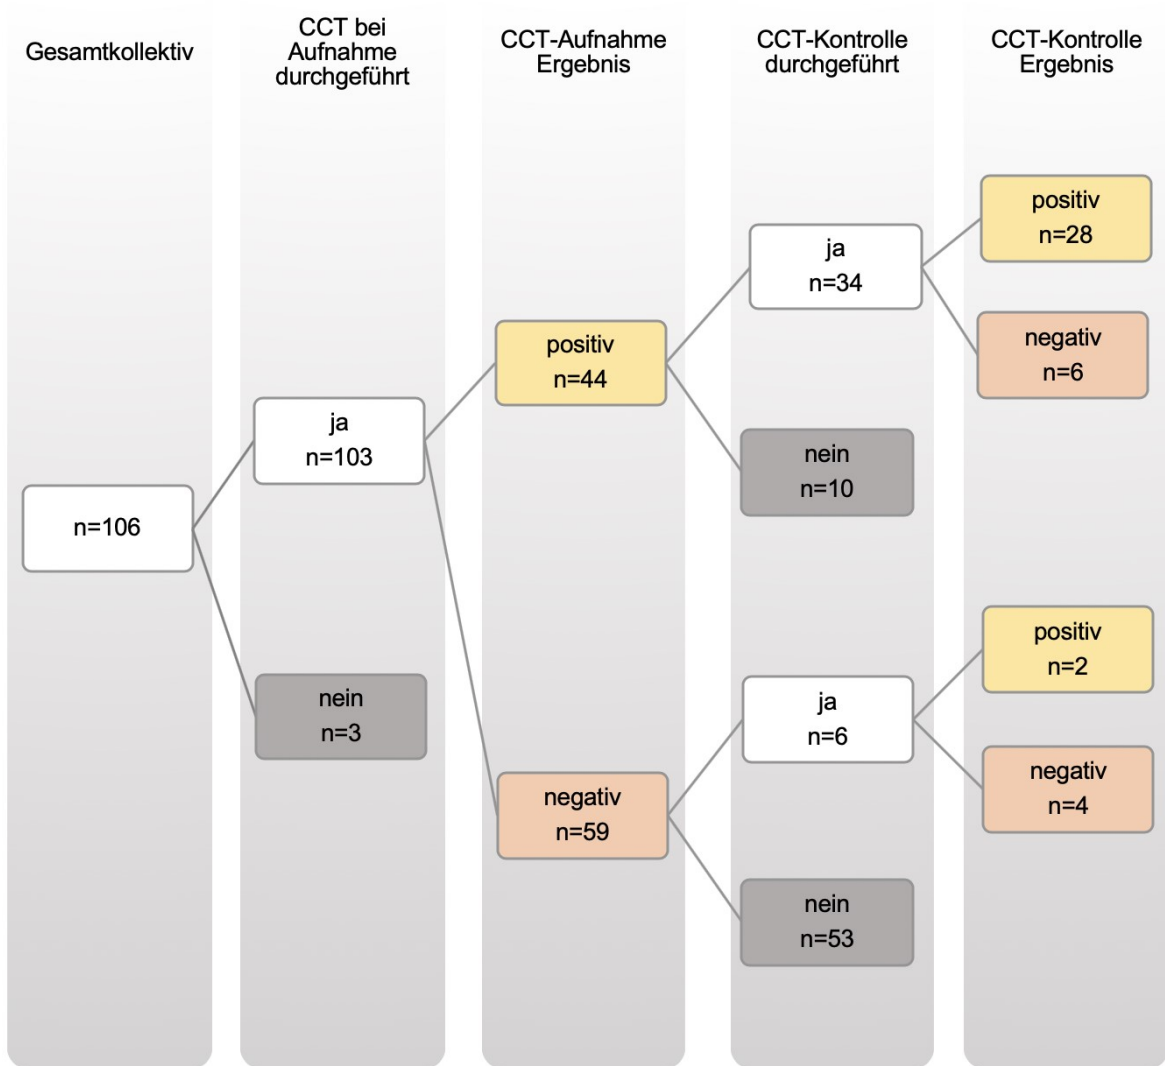 Gesamtkollektiv
CCT bei
Aufnahme
durchgeführt
CCT-Aufnahme
Ergebnis
CCT-Kontrolle
durchgeführt
CCT-Kontrolle
Ergebnis
n=106
ja
n=103
nein
n=3
positiv
n=44
negativ
n=59
ja
n=34
nein
n=10
ja
n=6
nein
n=53
positiv
n=28
negativ
n=6
positiv
n=2
negativ
n=4